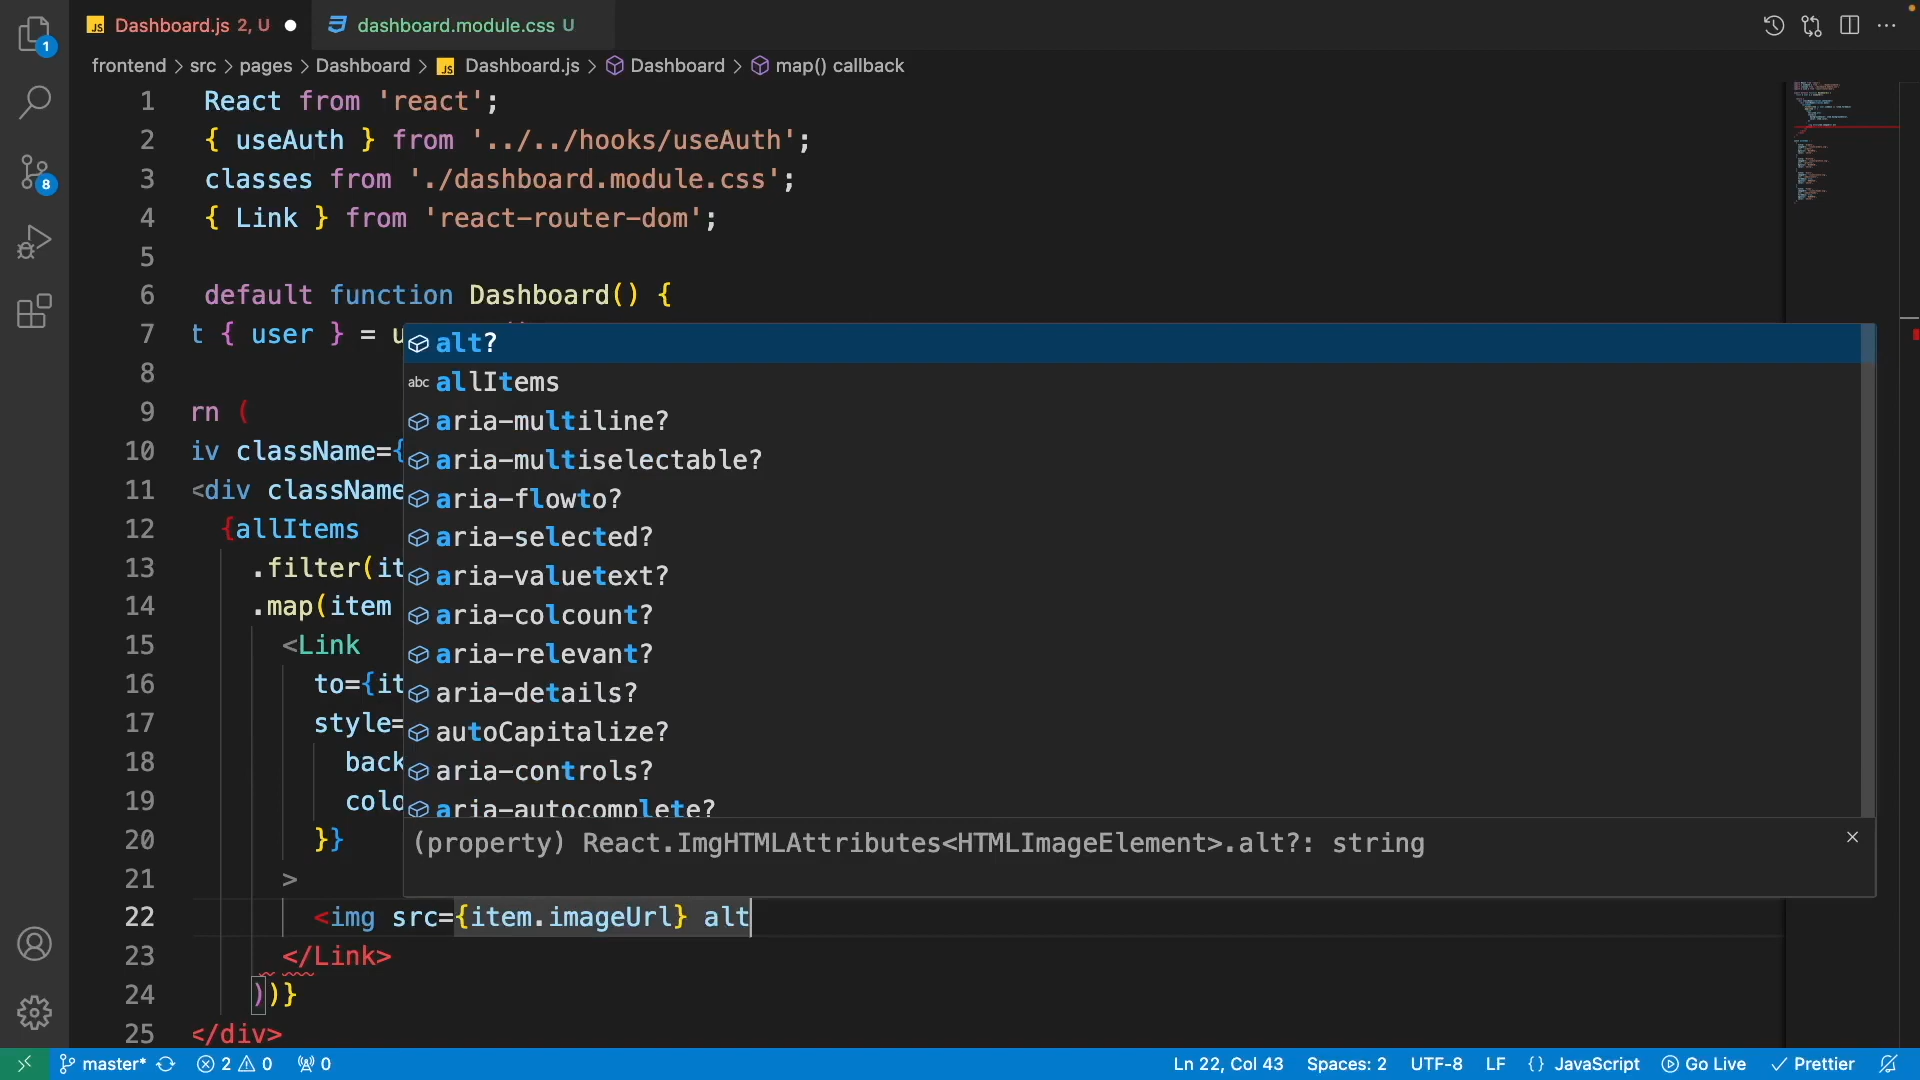 Dashboard.js 2, U
dashboard.module.css U
frontend > src > pages > Dashboard > JS Dashboard.js > Dashboard > map() callback
1 React from 'react';
2 { useAuth } from '../../hooks/useAuth';
3 classes from './dashboard.module.css';
4 { Link } from 'react-router-dom';
5
6 default function Dashboard() {
7 t { user } = u
alt?
8
allItems
9 rn (
aria-multiline?
10 iv className={
aria-multiselectable?
11 <div className
aria-flowto?
12 {allItems
aria-selected?
13 .filter(it
aria-valuetext?
14 .map(item
aria-colcount?
15 <Link
aria-relevant?
16 to={it
aria-details?
17 style=
autoCapitalize?
18 back
aria-controls?
19 colo
aria-autocomplete?
20 }}
(property) React.ImgHTMLAttributes<HTMLImageElement>.alt?: string
21 >
22 <img src={item.imageUrl} alt
23 </Link>
24 ))}
25 </div>
1
8
abc
master* 2 0 0 Ln 22, Col 43 Spaces: 2 UTF-8 LF {} JavaScript Go Live Prettier